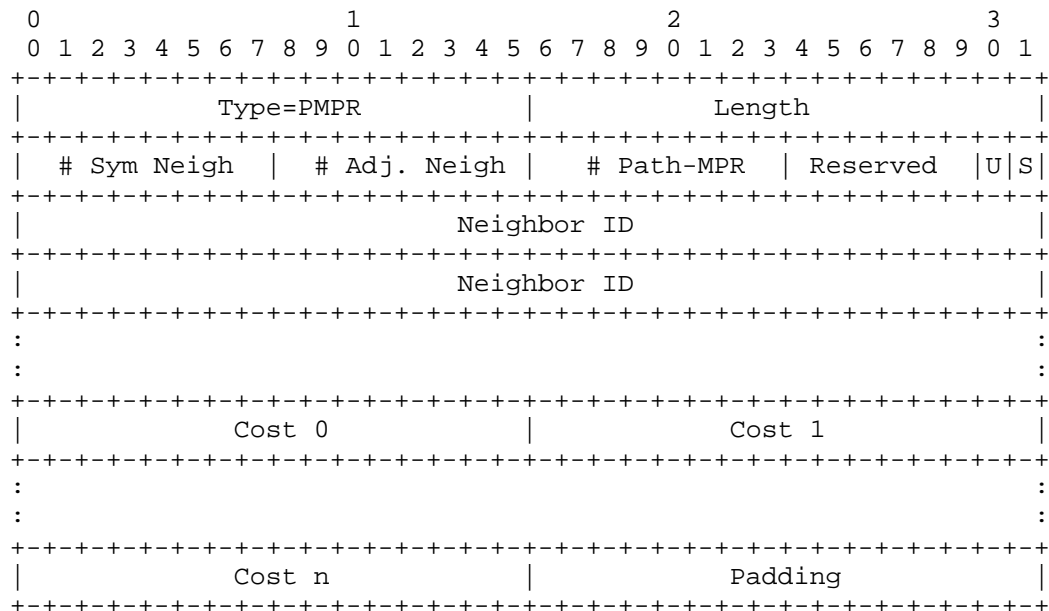 0                   1                   2                   3
 0 1 2 3 4 5 6 7 8 9 0 1 2 3 4 5 6 7 8 9 0 1 2 3 4 5 6 7 8 9 0 1
+-+-+-+-+-+-+-+-+-+-+-+-+-+-+-+-+-+-+-+-+-+-+-+-+-+-+-+-+-+-+-+-+
|            Type=PMPR          |           Length              |
+-+-+-+-+-+-+-+-+-+-+-+-+-+-+-+-+-+-+-+-+-+-+-+-+-+-+-+-+-+-+-+-+
|  # Sym Neigh  |  # Adj. Neigh |   # Path-MPR  | Reserved  |U|S|
+-+-+-+-+-+-+-+-+-+-+-+-+-+-+-+-+-+-+-+-+-+-+-+-+-+-+-+-+-+-+-+-+
|                           Neighbor ID                         |
+-+-+-+-+-+-+-+-+-+-+-+-+-+-+-+-+-+-+-+-+-+-+-+-+-+-+-+-+-+-+-+-+
|                           Neighbor ID                         |
+-+-+-+-+-+-+-+-+-+-+-+-+-+-+-+-+-+-+-+-+-+-+-+-+-+-+-+-+-+-+-+-+
:                                                               :
:                                                               :
+-+-+-+-+-+-+-+-+-+-+-+-+-+-+-+-+-+-+-+-+-+-+-+-+-+-+-+-+-+-+-+-+
|             Cost 0            |            Cost 1             |
+-+-+-+-+-+-+-+-+-+-+-+-+-+-+-+-+-+-+-+-+-+-+-+-+-+-+-+-+-+-+-+-+
:                                                               :
:                                                               :
+-+-+-+-+-+-+-+-+-+-+-+-+-+-+-+-+-+-+-+-+-+-+-+-+-+-+-+-+-+-+-+-+
|             Cost n            |            Padding            |
+-+-+-+-+-+-+-+-+-+-+-+-+-+-+-+-+-+-+-+-+-+-+-+-+-+-+-+-+-+-+-+-+